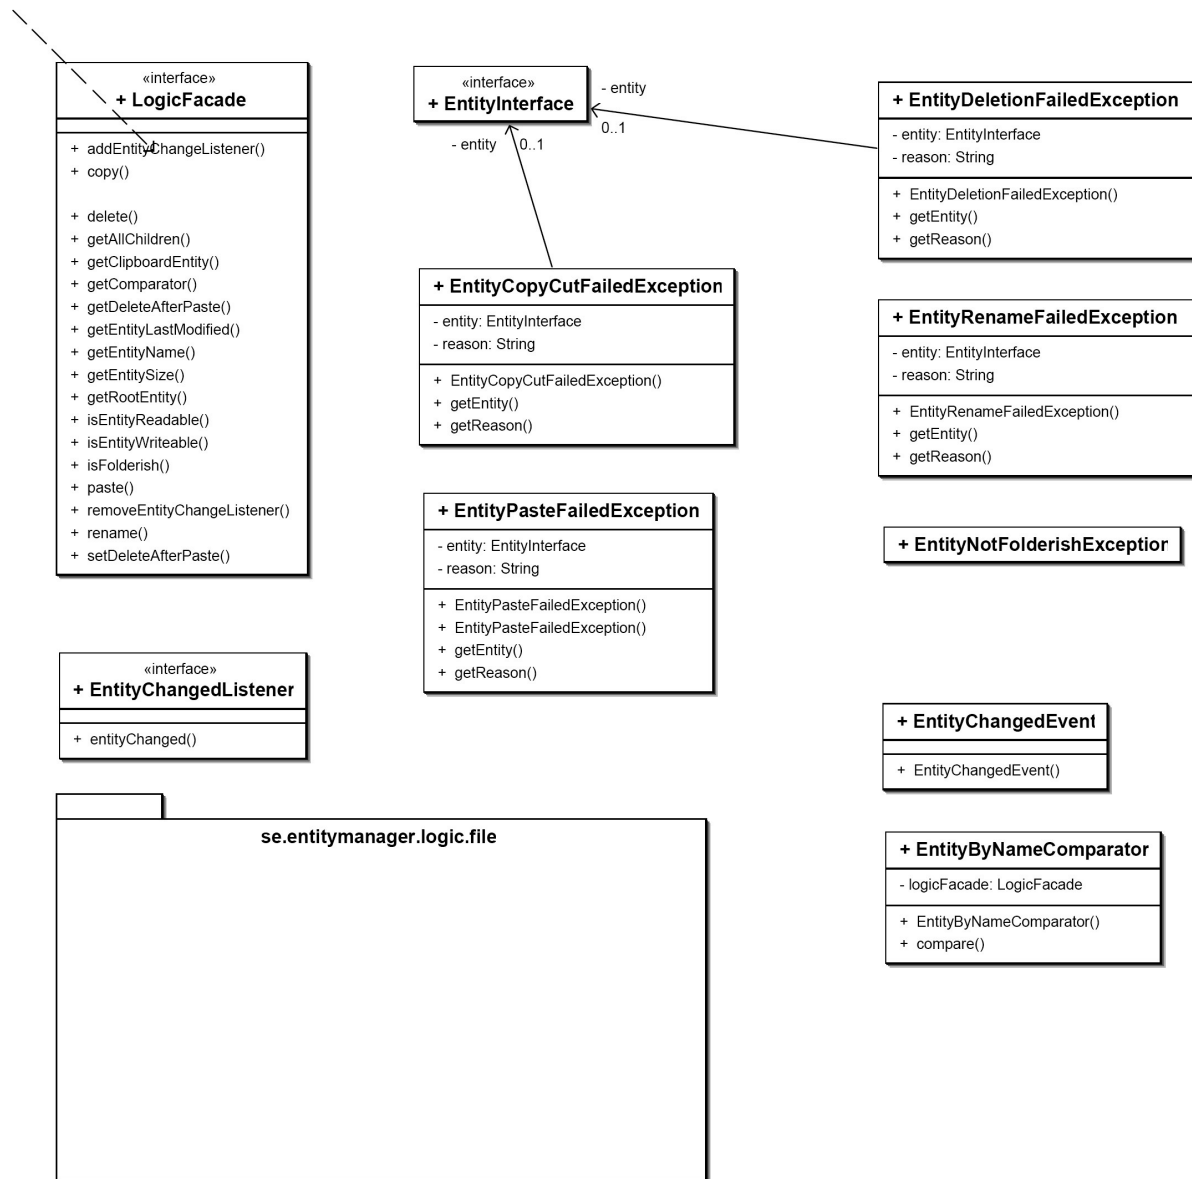 «interface»
+ LogicFacade
+ addEntityChangeListener()
+ copy()
+ delete()
+ getAllChildren()
+ getClipboardEntity()
+ getComparator()
+ getDeleteAfterPaste()
+ getEntityLastModified()
+ getEntityName()
+ getEntitySize()
+ getRootEntity()
+ isEntityReadable()
+ isEntityWriteable()
+ isFolderish()
+ paste()
+ removeEntityChangeListener()
+ rename()
+ setDeleteAfterPaste()
«interface»
+ EntityInterface
- entity
0..1
- entity
0..1
+ EntityDeletionFailedException
- entity: EntityInterface
- reason: String
+ EntityDeletionFailedException()
+ getEntity()
+ getReason()
+ EntityCopyCutFailedException
- entity: EntityInterface
- reason: String
+ EntityCopyCutFailedException()
+ getEntity()
+ getReason()
+ EntityRenameFailedException
- entity: EntityInterface
- reason: String
+ EntityRenameFailedException()
+ getEntity()
+ getReason()
+ EntityPasteFailedException
- entity: EntityInterface
- reason: String
+ EntityPasteFailedException()
+ EntityPasteFailedException()
+ getEntity()
+ getReason()
+ EntityNotFolderishException
«interface»
+ EntityChangedListener
+ entityChanged()
+ EntityChangedEvent
+ EntityChangedEvent()
se.entitymanager.logic.file
+ EntityByNameComparator
- logicFacade: LogicFacade
+ EntityByNameComparator()
+ compare()